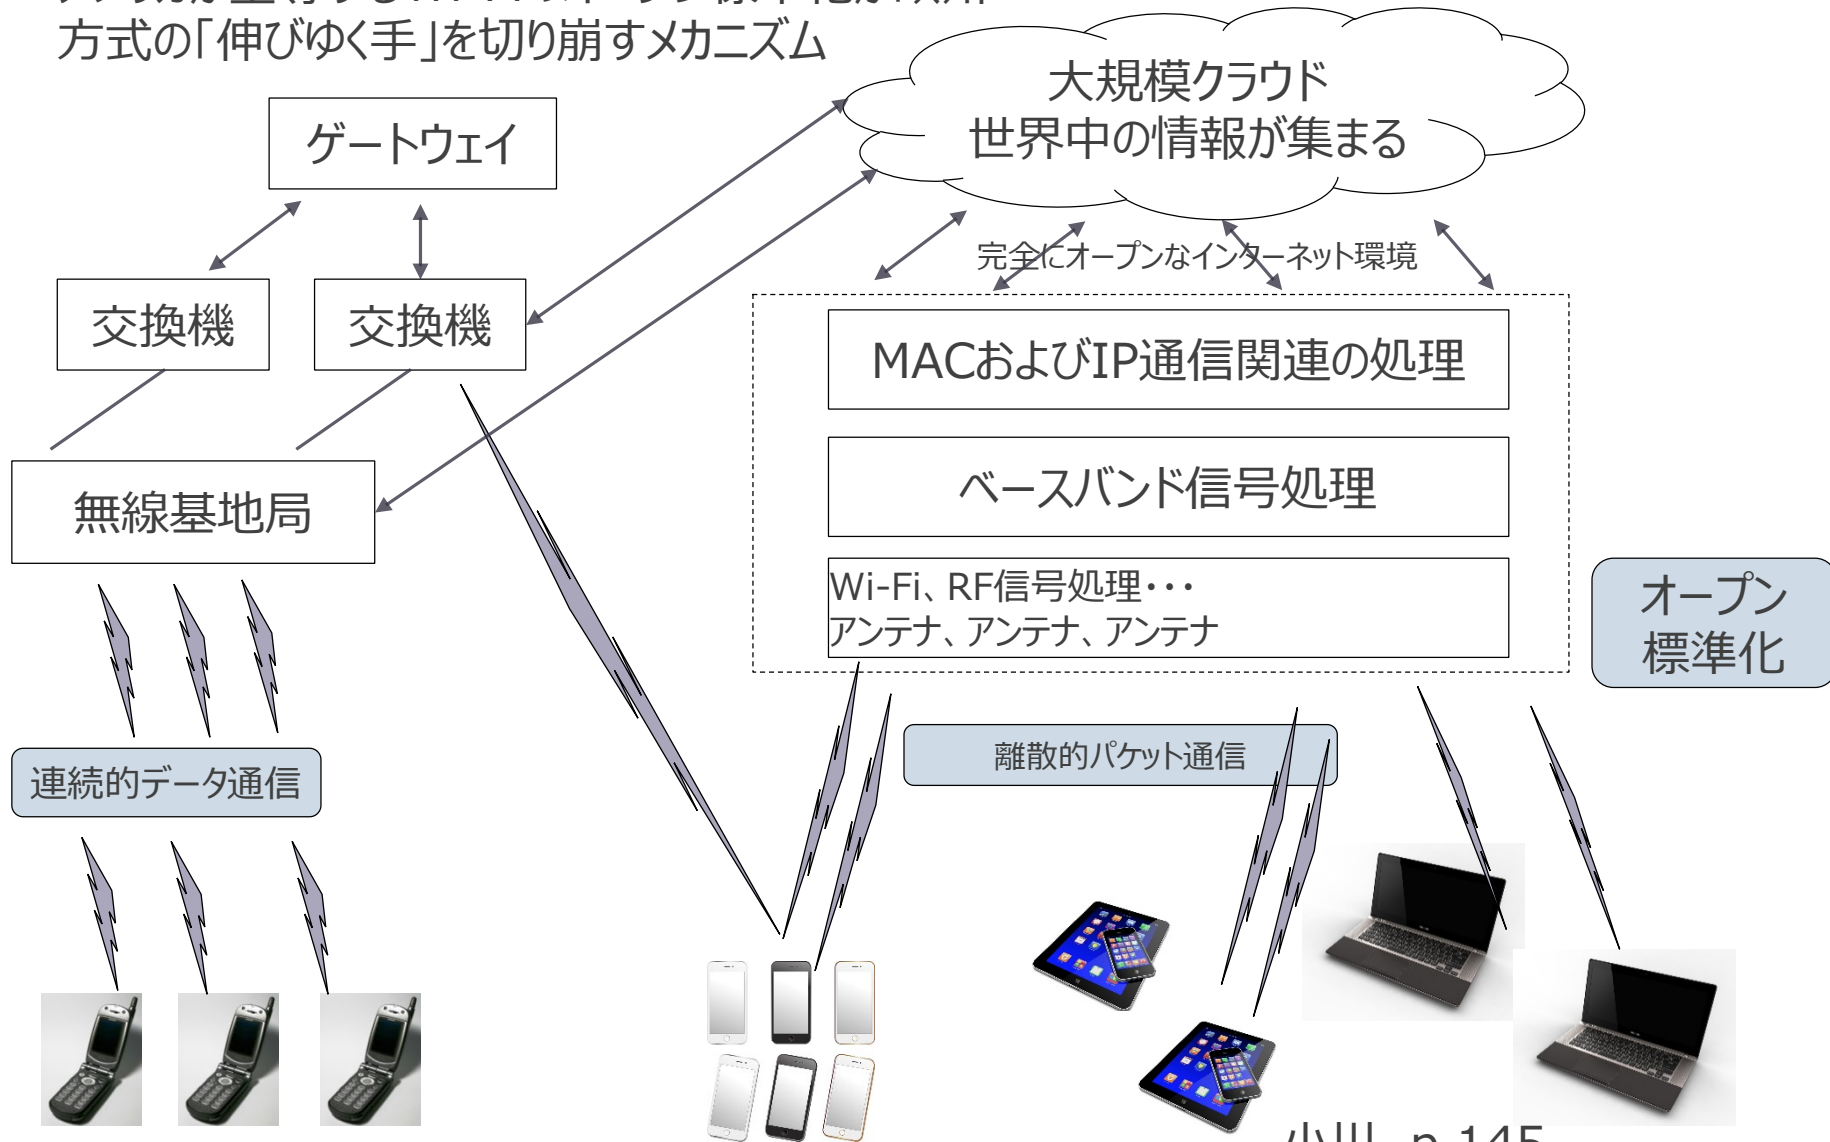 方式の「伸びゆく手」を切り崩すメカニズム
大規模クラウド
世界中の情報が集まる
ゲートウェイ
完全にオープンなインターネット環境
交換機
交換機
MACおよびIP通信関連の処理
ベースバンド信号処理
無線基地局
Wi-Fi、RF信号処理・・・
アンテナ、アンテナ、アンテナ
オープン
標準化
離散的パケット通信
連続的データ通信
小川 p.145